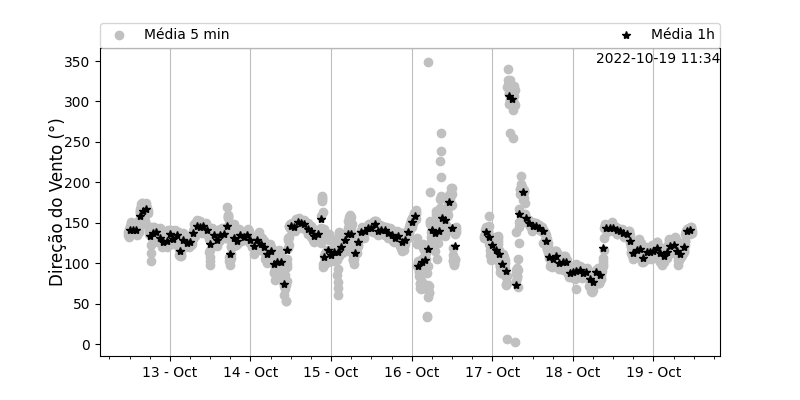 Média 5 min
Média 1h
2022-10-19 11:34
Direção do Vento (°)
350
300
250
200
150
100
50
0
13 - Oct
14 - Oct
15 - Oct
16 - Oct
17 - Oct
18 - Oct
19 - Oct